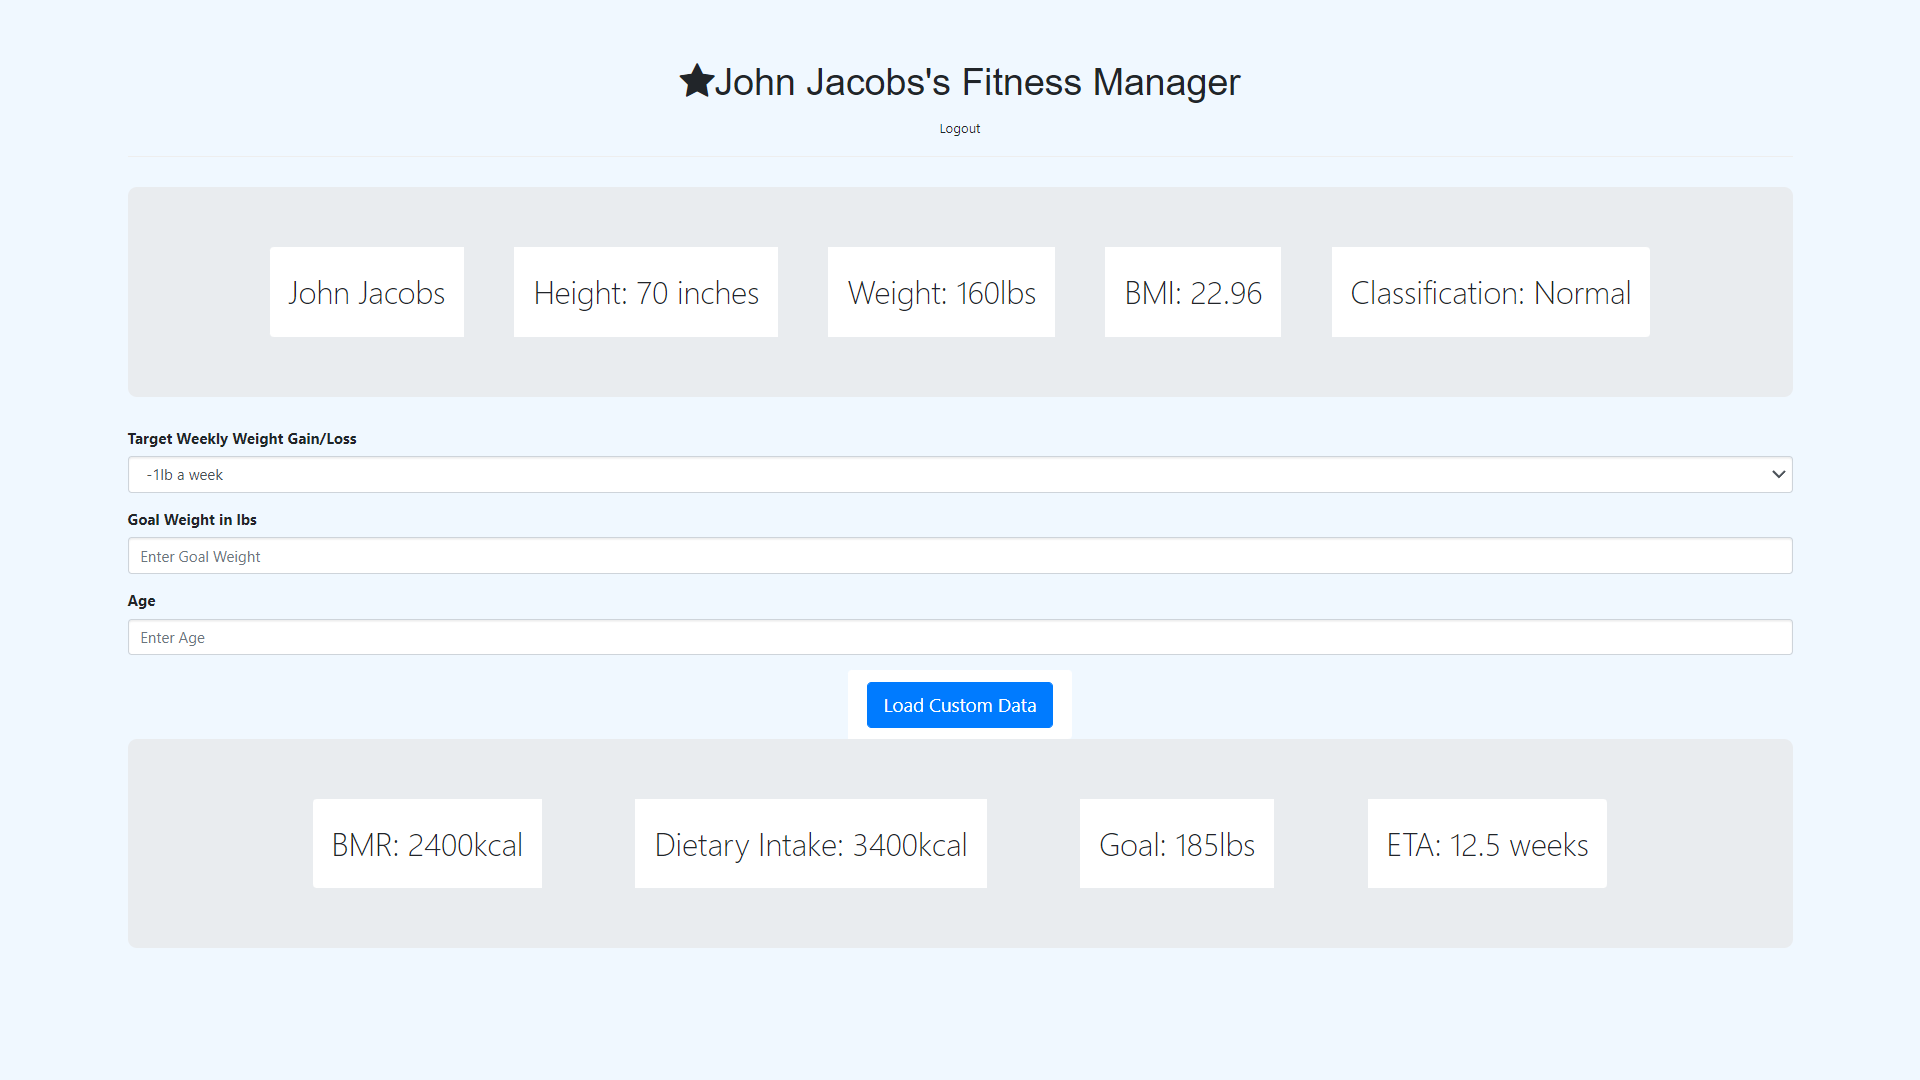 John Jacobs's Fitness Manager
Logout
John Jacobs
Height: 70 inches
Weight: 160lbs
BMI: 22.96
Classification: Normal
Target Weekly Weight Gain/Loss
-1lb a week
Goal Weight in lbs
Enter Goal Weight
Age
Enter Age
Load Custom Data
BMR: 2400kcal
Dietary Intake: 3400kcal
Goal: 185lbs
ETA: 12.5 weeks